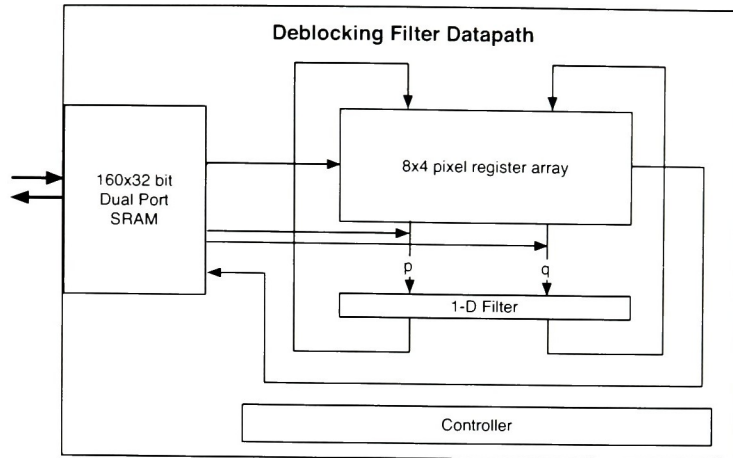 Deblocking Filter Datapath
160x32 bit
Dual Port
SRAM
8x4 pixel register array
p
q
1-D Filter
Controller